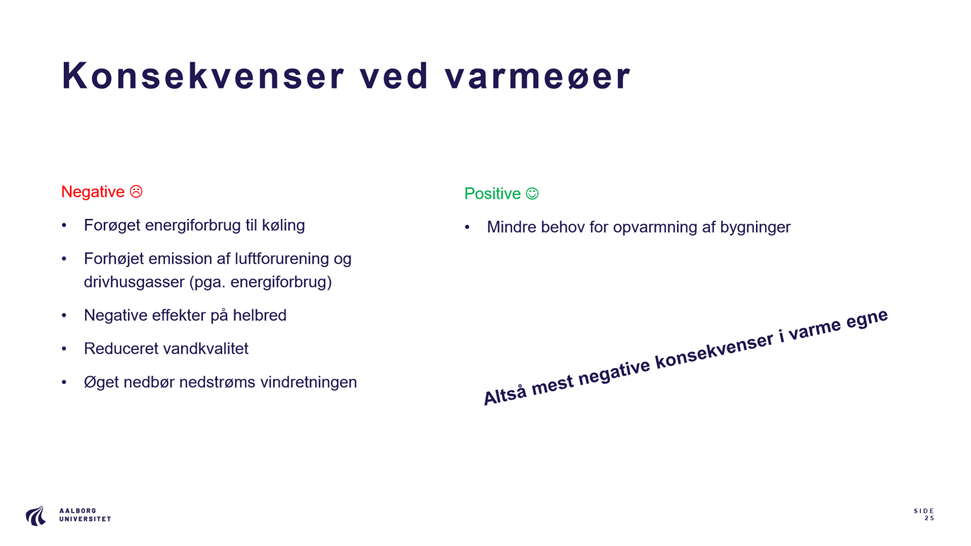 Konsekvenser ved varmeøer
Negative ☹
• Forøget energiforbrug til køling
• Forhøjet emission af luftforurening og
drivhusgasser (pga. energiforbrug)
• Negative effekter på helbred
• Reduceret vandkvalitet
• Øget nedbør nedstrøms vindretningen
Positive ☺
• Mindre behov for opvarmning af bygninger
Altså mest negative konsekvenser i varme egne
AALBORG
UNIVERSITET
SIDE
25